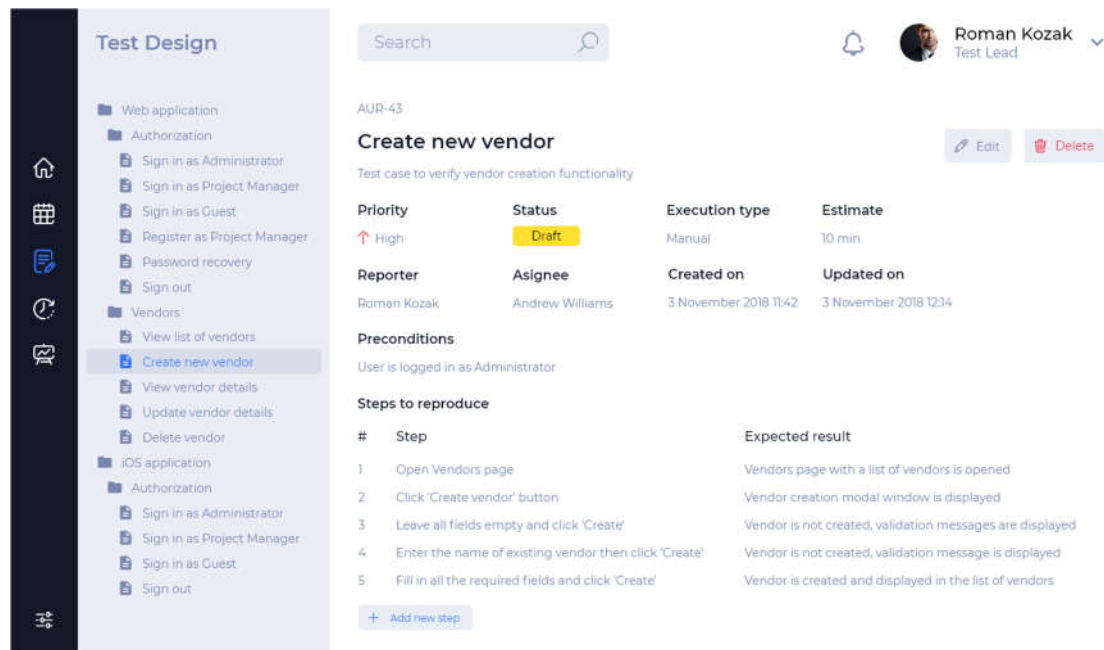 Test Design
Web application
Authorization
Sign in as Administrator
Sign in as Project Manager
Sign in as Guest
Register as Project Manager
Password recovery
Sign out
Vendors
View list of vendors
Create new vendor
View vendor details
Update vendor details
Delete vendor
iOS application
Authorization
Sign in as Administrator
Sign in as Project Manager
Sign in as Guest
Sign out
Search
Roman Kozak
Test Lead
AUR-43
Create new vendor
Edit
Delete
Test case to verify vendor creation functionality
Priority Status Execution type Estimate
High Draft Manual 10 min
Reporter Asignee Created on Updated on
Roman Kozak Andrew Williams 3 November 2018 11:42 3 November 2018 12:14
Preconditions
User is logged in as Administrator
Steps to reproduce
# Step Expected result
1 Open Vendors page Vendors page with a list of vendors is opened
2 Click 'Create vendor' button Vendor creation modal window is displayed
3 Leave all fields empty and click 'Create' Vendor is not created, validation messages are displayed
4 Enter the name of existing vendor then click 'Create' Vendor is not created, validation message is displayed
5 Fill in all the required fields and click 'Create' Vendor is created and displayed in the list of vendors
+ Add new step